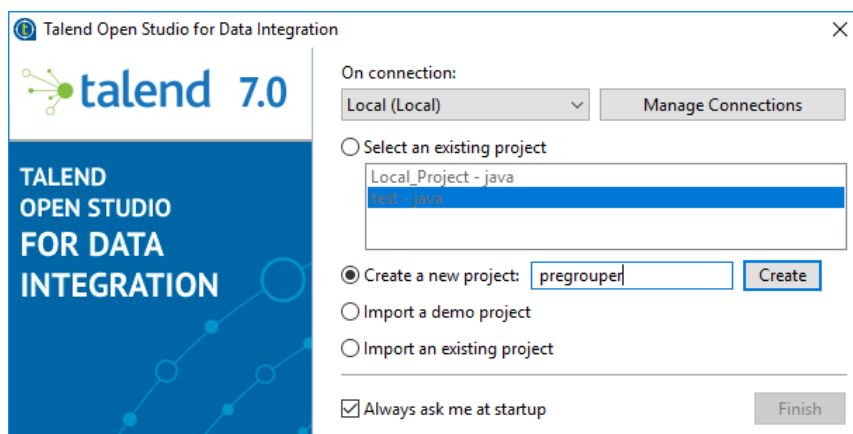 Talend Open Studio for Data Integration
talend 7.0
TALEND
OPEN STUDIO
FOR DATA
INTEGRATION
On connection:
Local (Local)
Manage Connections
Select an existing project
Local_Project - java
test - java
Create a new project:
pregrouper
Create
Import a demo project
Import an existing project
Always ask me at startup
Finish